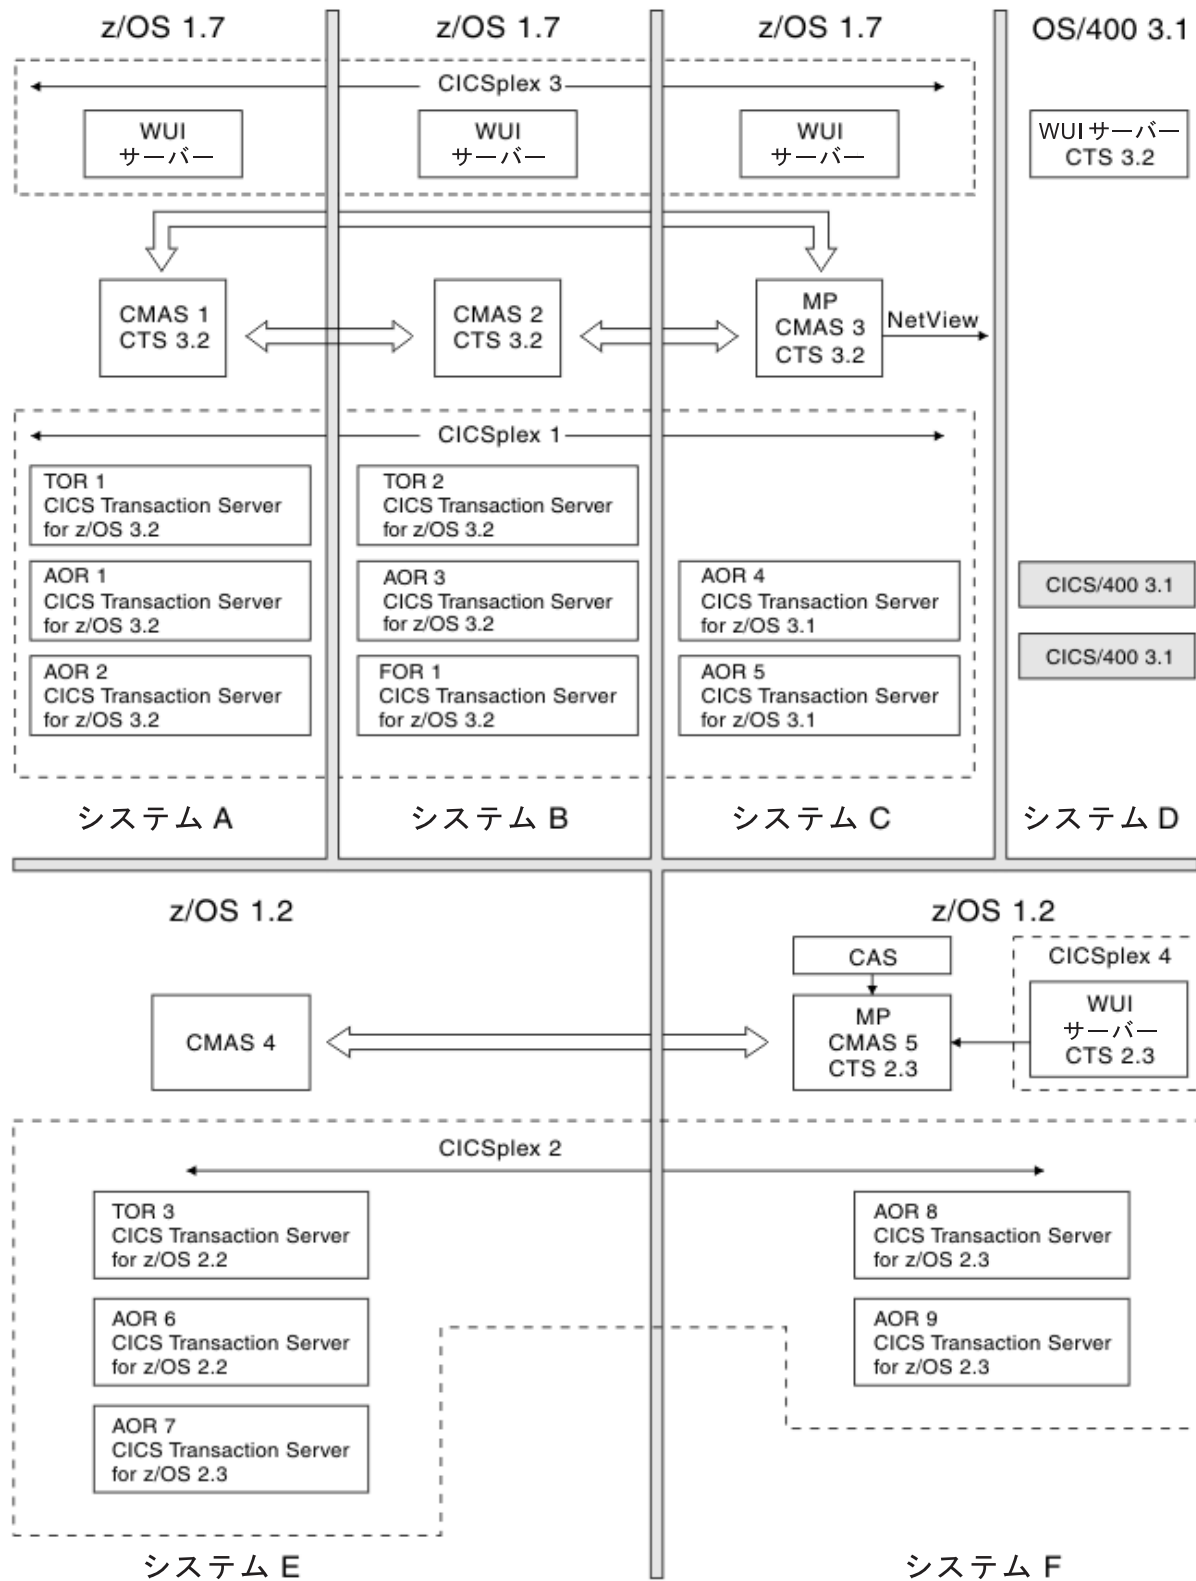 z/OS 1.7
z/OS 1.7
z/OS 1.7
OS/400 3.1
CICSplex 3
WUI
サーバー
WUI
サーバー
WUI
サーバー
WUI サーバー
CTS 3.2
CMAS 1
CTS 3.2
CMAS 2
CTS 3.2
MP
CMAS 3
CTS 3.2
NetView
CICSplex 1
TOR 1
CICS Transaction Server
for z/OS 3.2
TOR 2
CICS Transaction Server
for z/OS 3.2
AOR 1
CICS Transaction Server
for z/OS 3.2
AOR 3
CICS Transaction Server
for z/OS 3.2
AOR 4
CICS Transaction Server
for z/OS 3.1
CICS/400 3.1
AOR 2
CICS Transaction Server
for z/OS 3.2
FOR 1
CICS Transaction Server
for z/OS 3.2
AOR 5
CICS Transaction Server
for z/OS 3.1
CICS/400 3.1
システム A
システム B
システム C
システム D
z/OS 1.2
z/OS 1.2
CAS
CICSplex 4
CMAS 4
MP
CMAS 5
CTS 2.3
WUI
サーバー
CTS 2.3
CICSplex 2
TOR 3
CICS Transaction Server
for z/OS 2.2
AOR 8
CICS Transaction Server
for z/OS 2.3
AOR 6
CICS Transaction Server
for z/OS 2.2
AOR 9
CICS Transaction Server
for z/OS 2.3
AOR 7
CICS Transaction Server
for z/OS 2.3
システム E
システム F